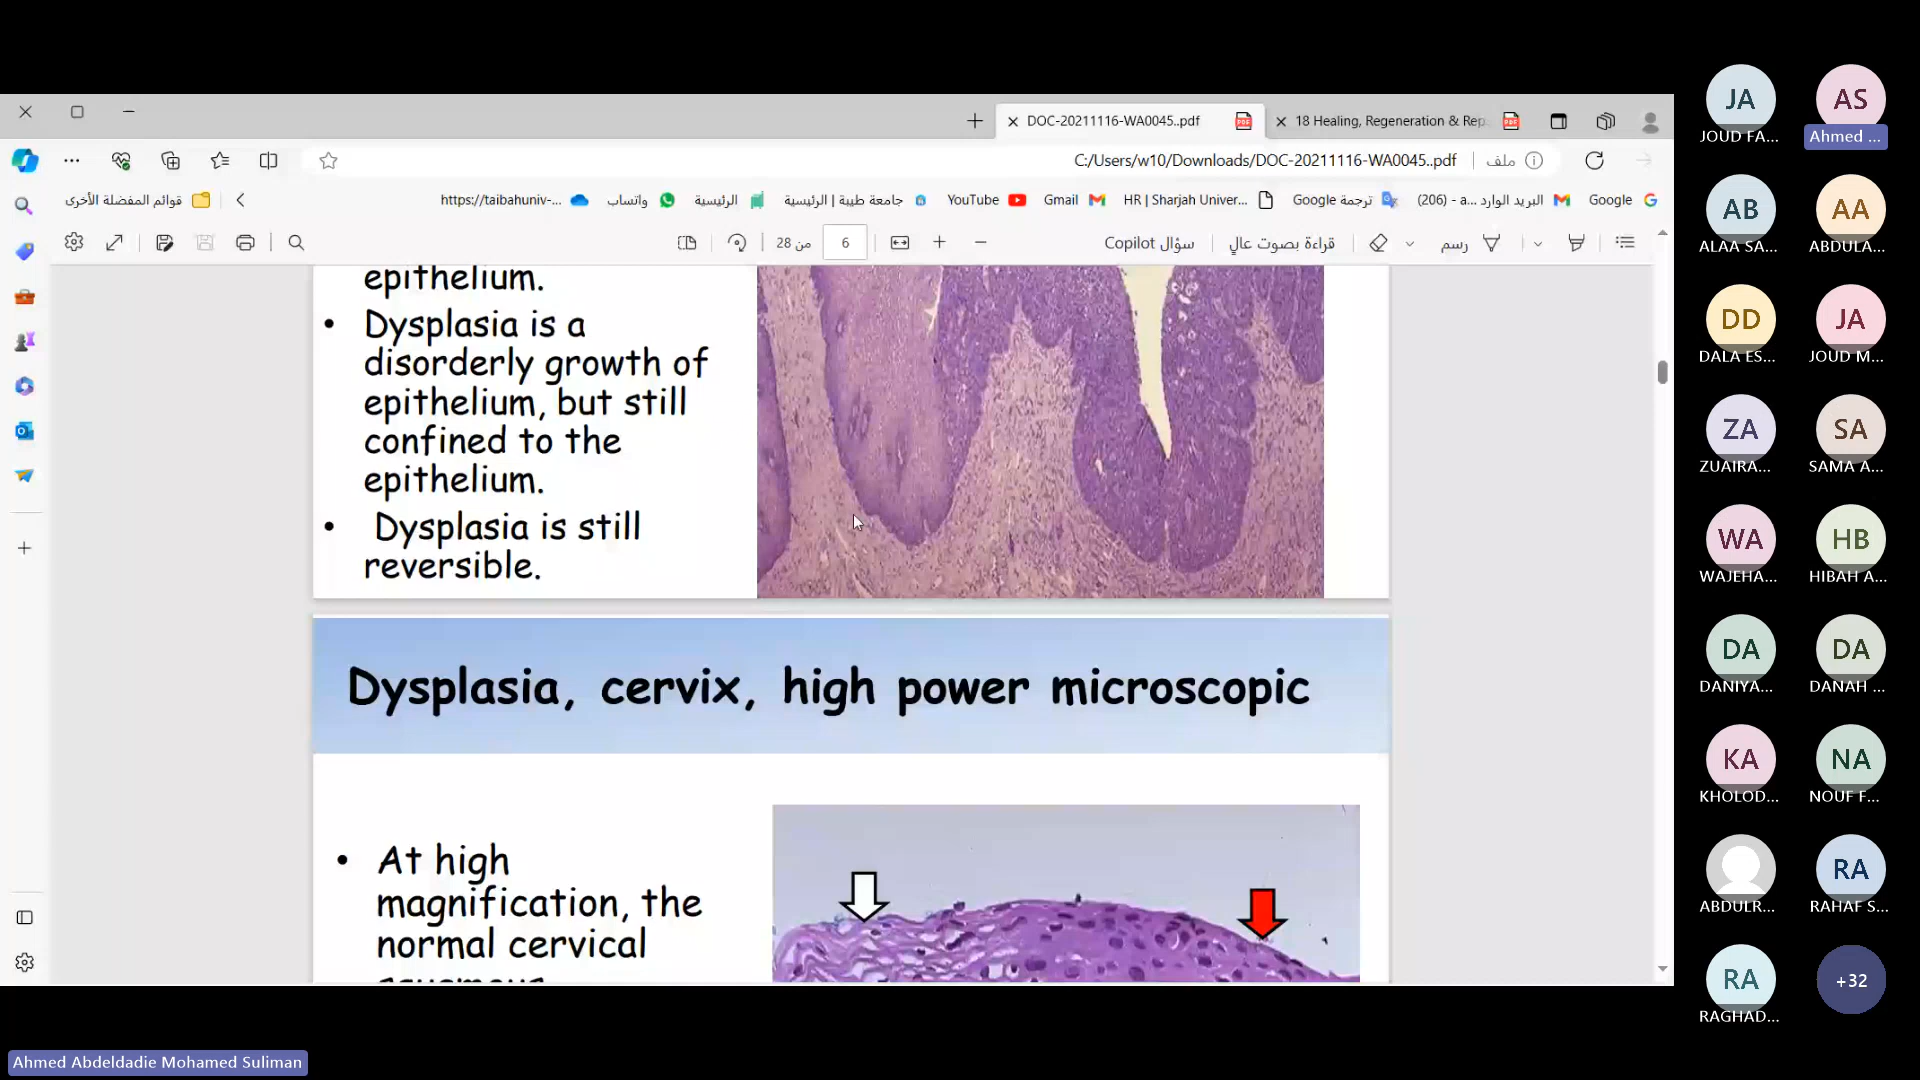 DOC-20211116-WA0045..pdf
18 Healing, Regeneration & Rep
C:/Users/w10/Downloads/DOC-20211116-WA0045..pdf
ملف
قوائم المفضلة الأخرى
https://taibahuniv-...
واتساب
الرئيسية
جامعة طيبة | الرئيسية
YouTube
Gmail
HR | Sharjah Univer...
ترجمة Google
البريد الوارد (206) - a...
Google
28 من
6
سؤال Copilot
قراءة بصوت عالٍ
رسم
epithelium.
• Dysplasia is a
disorderly growth of
epithelium, but still
confined to the
epithelium.
• Dysplasia is still
reversible.
Dysplasia, cervix, high power microscopic
• At high
magnification, the
normal cervical
JA
JOUD FA...
AS
Ahmed ...
AB
ALAA SA...
AA
ABDULA...
DD
DALA ES...
JA
JOUD M...
ZA
ZUAIRA...
SA
SAMA A...
WA
WAJEHA...
HB
HIBAH A...
DA
DANIYA...
DA
DANAH ...
KA
KHOLOD...
NA
NOUF F...
ABDULR...
RA
RAHAF S...
RA
RAGHAD...
+32
Ahmed Abdeldadie Mohamed Suliman